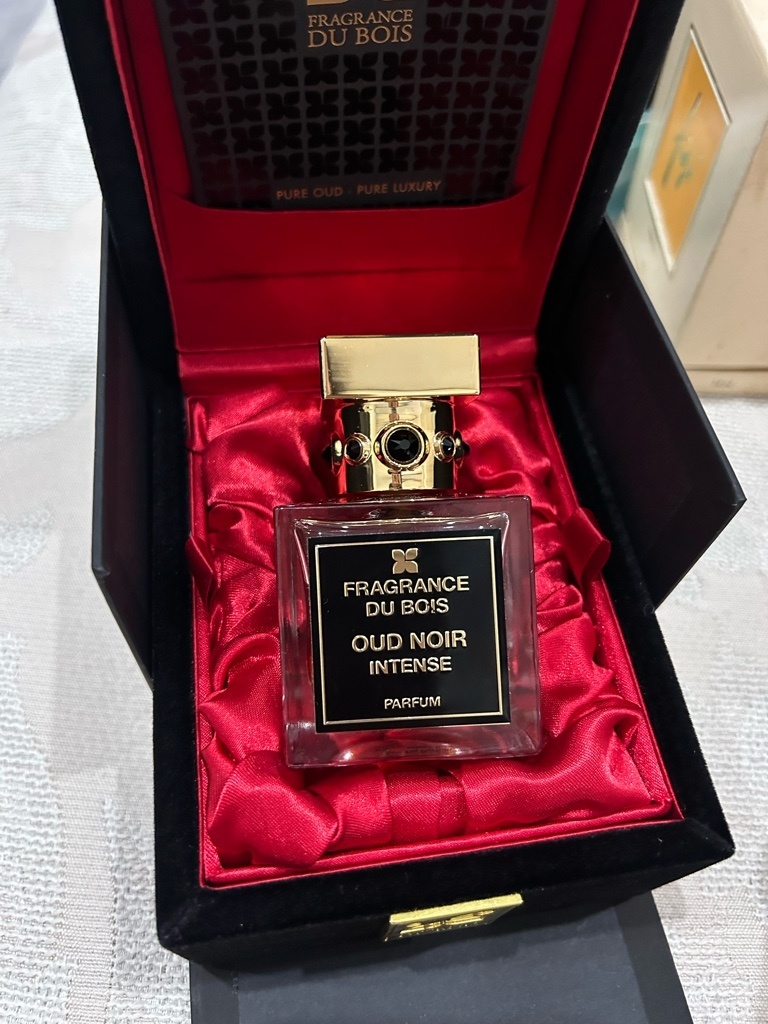 FRAGRANCE
DU BOIS
PURE OUD · PURE LUXURY
FRAGRANCE
DU BOIS
OUD NOIR
INTENSE
PARFUM